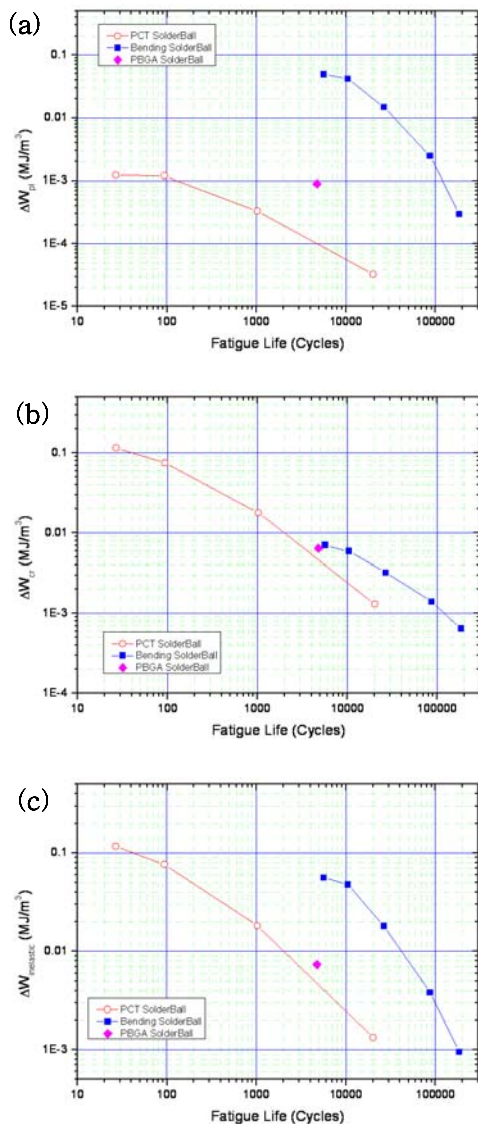 (a)
PCT SolderBall
Bending SolderBall
PBGA SolderBall
0.1
0.01
1E-3
1E-4
1E-5
ΔW_pl (MJ/m³)
10 100 1000 10000 100000
Fatigue Life (Cycles)
(b)
0.1
0.01
1E-3
1E-4
ΔW_cr (MJ/m³)
PCT SolderBall
Bending SolderBall
PBGA SolderBall
10 100 1000 10000 100000
Fatigue Life (Cycles)
(c)
0.1
0.01
1E-3
ΔW_inelastic (MJ/m³)
PCT SolderBall
Bending SolderBall
PBGA SolderBall
10 100 1000 10000 100000
Fatigue Life (Cycles)